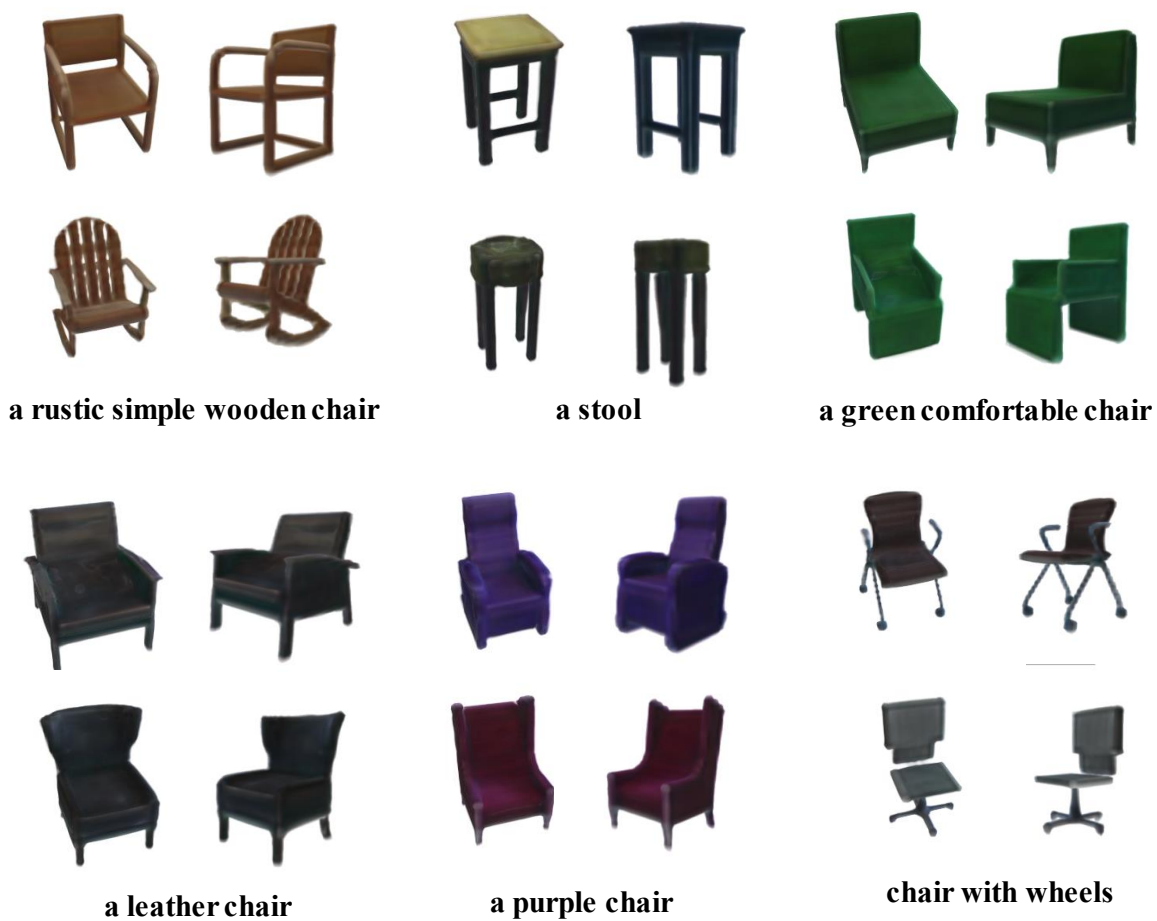 a rustic simple wooden chair
a stool
a green comfortable chair
a leather chair
a purple chair
chair with wheels